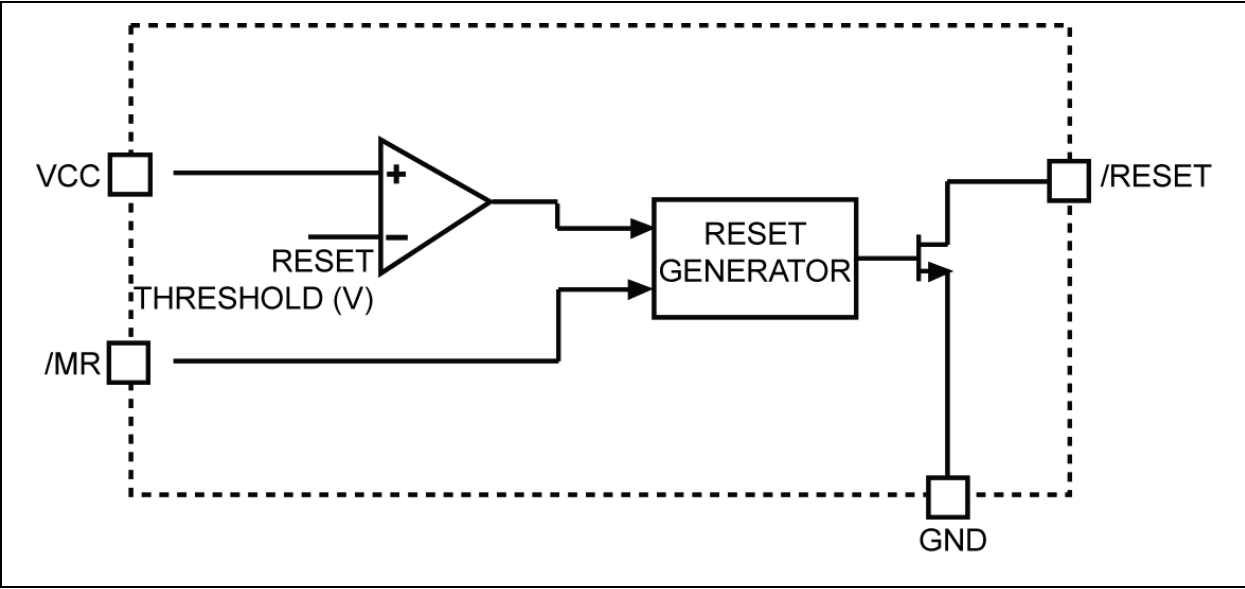 VCC
+
−
RESET
THRESHOLD (V)
/MR
RESET
GENERATOR
/RESET
GND